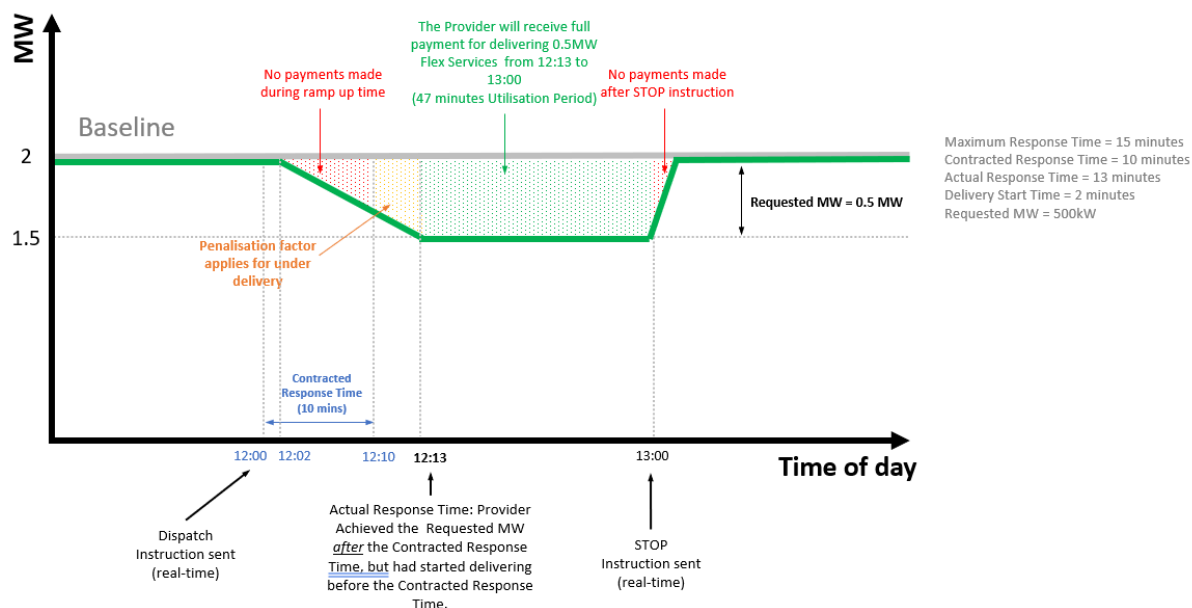 MW
The Provider will receive full
payment for delivering 0.5MW
Flex Services from 12:13 to
13:00
(47 minutes Utilisation Period)
No payments made
during ramp up time
No payments made
after STOP instruction
Baseline
2
1.5
Maximum Response Time = 15 minutes
Contracted Response Time = 10 minutes
Actual Response Time = 13 minutes
Delivery Start Time = 2 minutes
Requested MW = 500kW
Requested MW = 0.5 MW
Penalisation factor
applies for under
delivery
Contracted
Response Time
(10 mins)
12:00
12:02
12:10
12:13
13:00
Time of day
Dispatch
Instruction sent
(real-time)
Actual Response Time: Provider
Achieved the Requested MW
after the Contracted Response
Time, but had started delivering
before the Contracted Response
Time.
STOP
Instruction sent
(real-time)